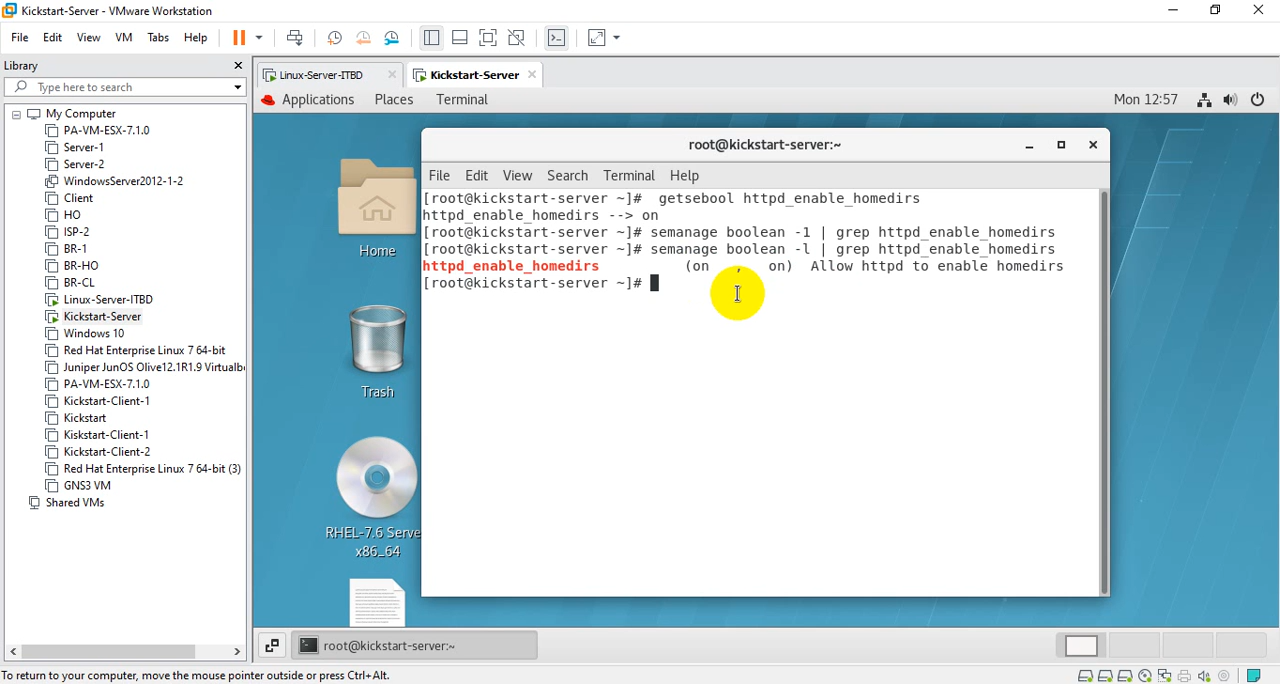 Kickstart-Server - VMware Workstation
File Edit View VM Tabs Help
Library
Type here to search
My Computer
PA-VM-ESX-7.1.0
Server-1
Server-2
WindowsServer2012-1-2
Client
HO
ISP-2
BR-1
BR-HO
BR-CL
Linux-Server-ITBD
Kickstart-Server
Windows 10
Red Hat Enterprise Linux 7 64-bit
Juniper JunOS Olive12.1R1.9 Virtualb
PA-VM-ESX-7.1.0
Kickstart-Client-1
Kickstart
Kiskstart-Client-1
Kickstart-Client-2
Red Hat Enterprise Linux 7 64-bit (3)
GNS3 VM
Shared VMs
Linux-Server-ITBD Kickstart-Server
Applications Places Terminal Mon 12:57
Home
Trash
RHEL-7.6 Serve
x86_64
root@kickstart-server:~
File Edit View Search Terminal Help
[root@kickstart-server ~]#  getsebool httpd_enable_homedirs
httpd_enable_homedirs --> on
[root@kickstart-server ~]# semanage boolean -1 | grep httpd_enable_homedirs
[root@kickstart-server ~]# semanage boolean -l | grep httpd_enable_homedirs
httpd_enable_homedirs          (on   ,   on)  Allow httpd to enable homedirs
[root@kickstart-server ~]#
root@kickstart-server:~
To return to your computer, move the mouse pointer outside or press Ctrl+Alt.